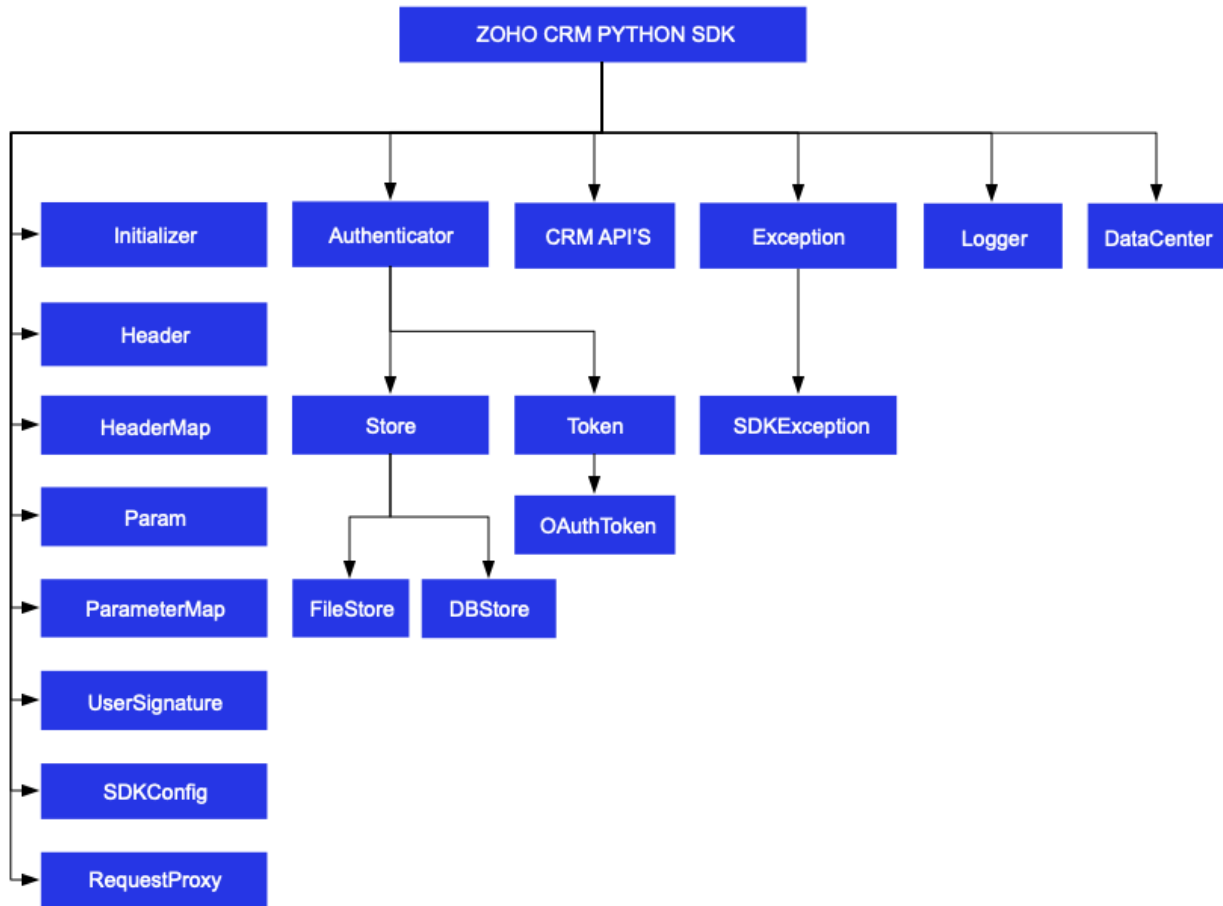 ZOHO CRM PYTHON SDK
Initializer
Authenticator
CRM API'S
Exception
Logger
DataCenter
Header
HeaderMap
Store
Token
SDKException
Param
OAuthToken
ParameterMap
FileStore
DBStore
UserSignature
SDKConfig
RequestProxy